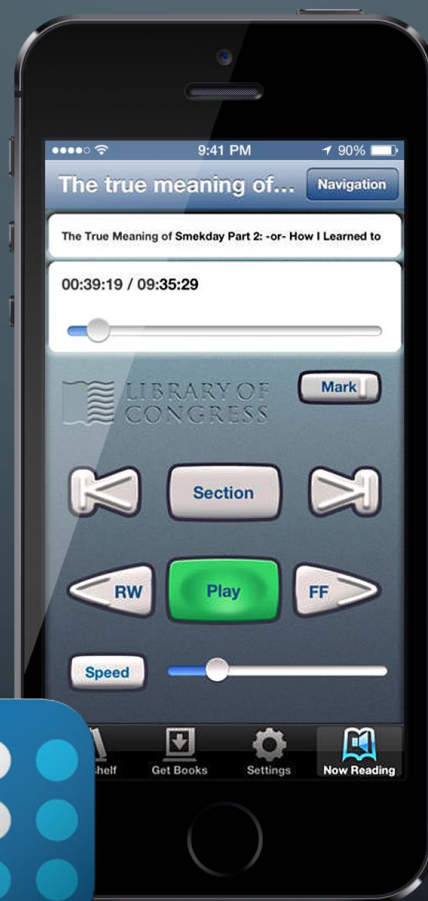 9:41 PM 90%
The true meaning of... Navigation
The True Meaning of Smekday Part 2: -or- How I Learned to
00:39:19 / 09:35:29
LIBRARY OF
CONGRESS
Mark
Section
RW Play FF
Speed
helf Get Books Settings Now Reading